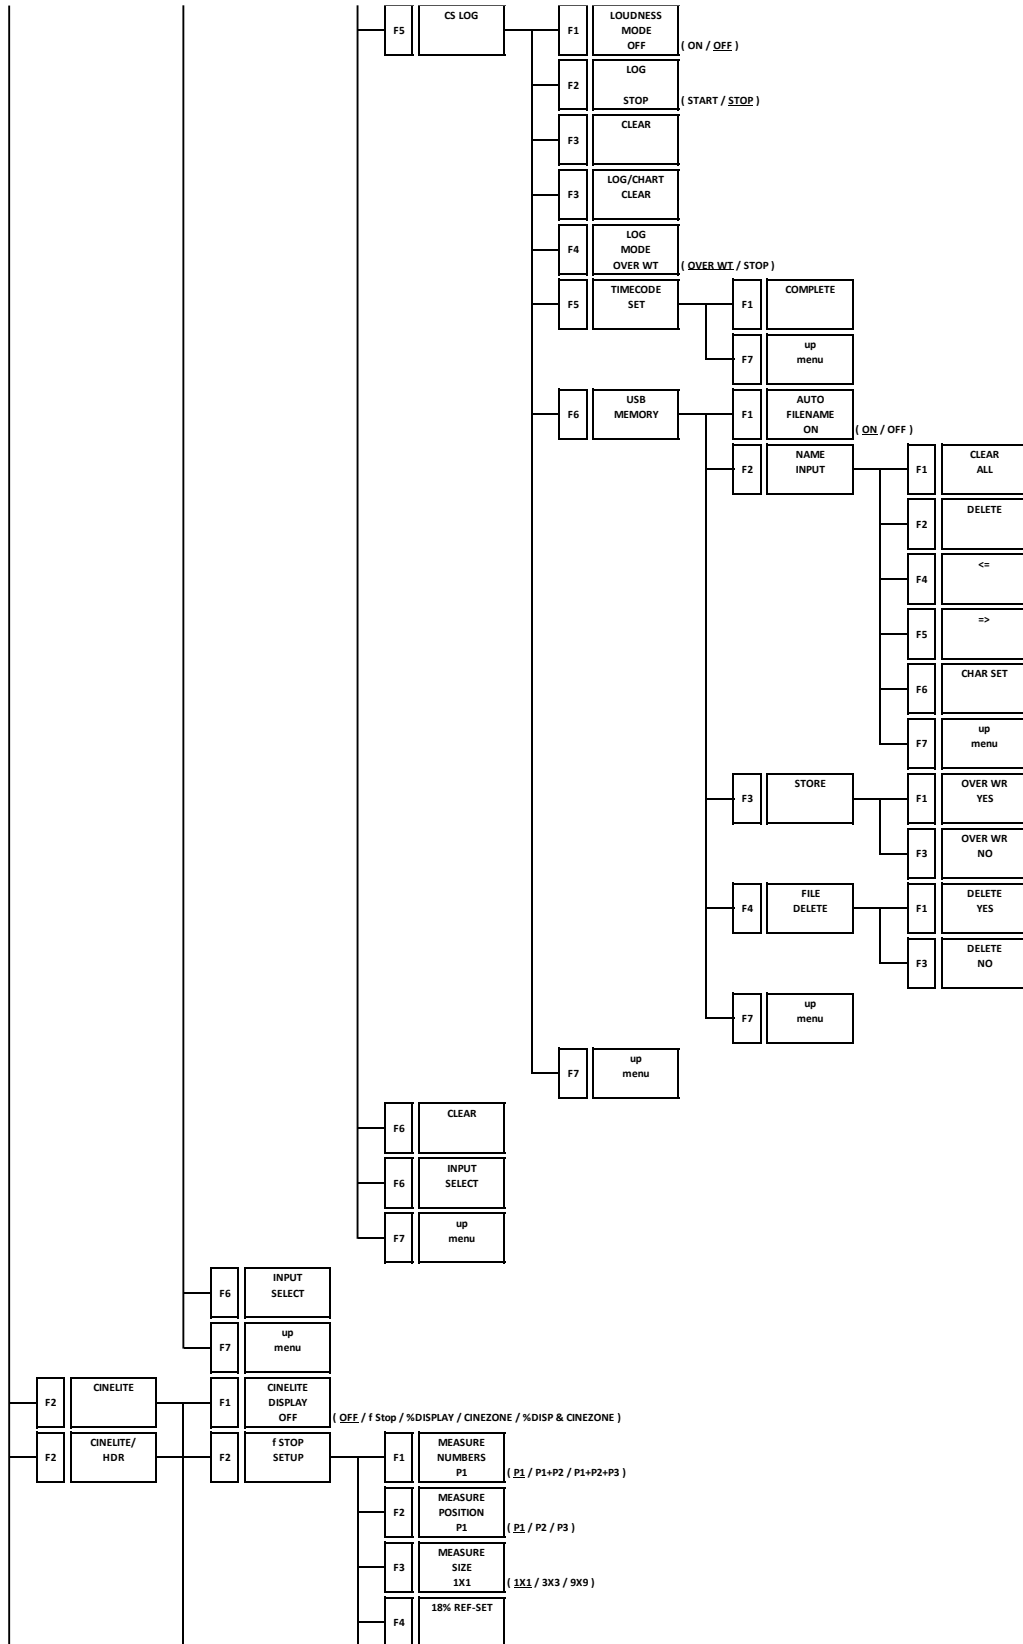 F5
CS LOG
F1
LOUDNESS
MODE
OFF
( ON / OFF )
F2
LOG
STOP
( START / STOP )
F3
CLEAR
F3
LOG/CHART
CLEAR
F4
LOG
MODE
OVER WT
( OVER WT / STOP )
F5
TIMECODE
SET
F1
COMPLETE
F7
up
menu
F6
USB
MEMORY
F1
AUTO
FILENAME
ON
( ON / OFF )
F2
NAME
INPUT
F1
CLEAR
ALL
F2
DELETE
F4
<=
F5
=>
F6
CHAR SET
F7
up
menu
F3
STORE
F1
OVER WR
YES
F3
OVER WR
NO
F4
FILE
DELETE
F1
DELETE
YES
F3
DELETE
NO
F7
up
menu
F7
up
menu
F6
CLEAR
F6
INPUT
SELECT
F7
up
menu
F6
INPUT
SELECT
F7
up
menu
F2
CINELITE
F1
CINELITE
DISPLAY
OFF
( OFF / f Stop / %DISPLAY / CINEZONE / %DISP & CINEZONE )
F2
CINELITE/
HDR
F2
f STOP
SETUP
F1
MEASURE
NUMBERS
P1
( P1 / P1+P2 / P1+P2+P3 )
F2
MEASURE
POSITION
P1
( P1 / P2 / P3 )
F3
MEASURE
SIZE
1X1
( 1X1 / 3X3 / 9X9 )
F4
18% REF-SET